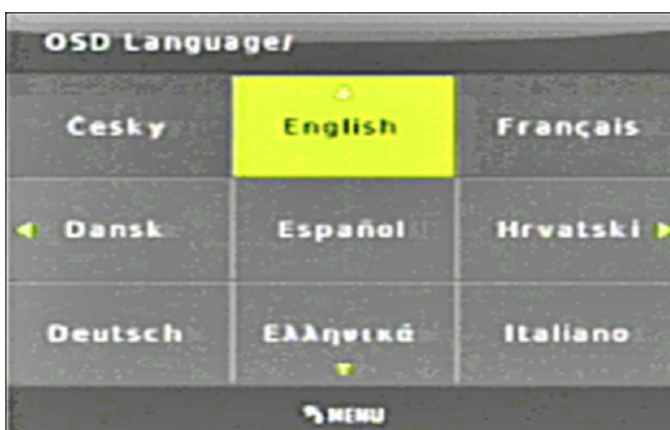 OSD Language/
Česky English Français
Dansk Español Hrvatski
Deutsch Ελληνικά Italiano
MENU